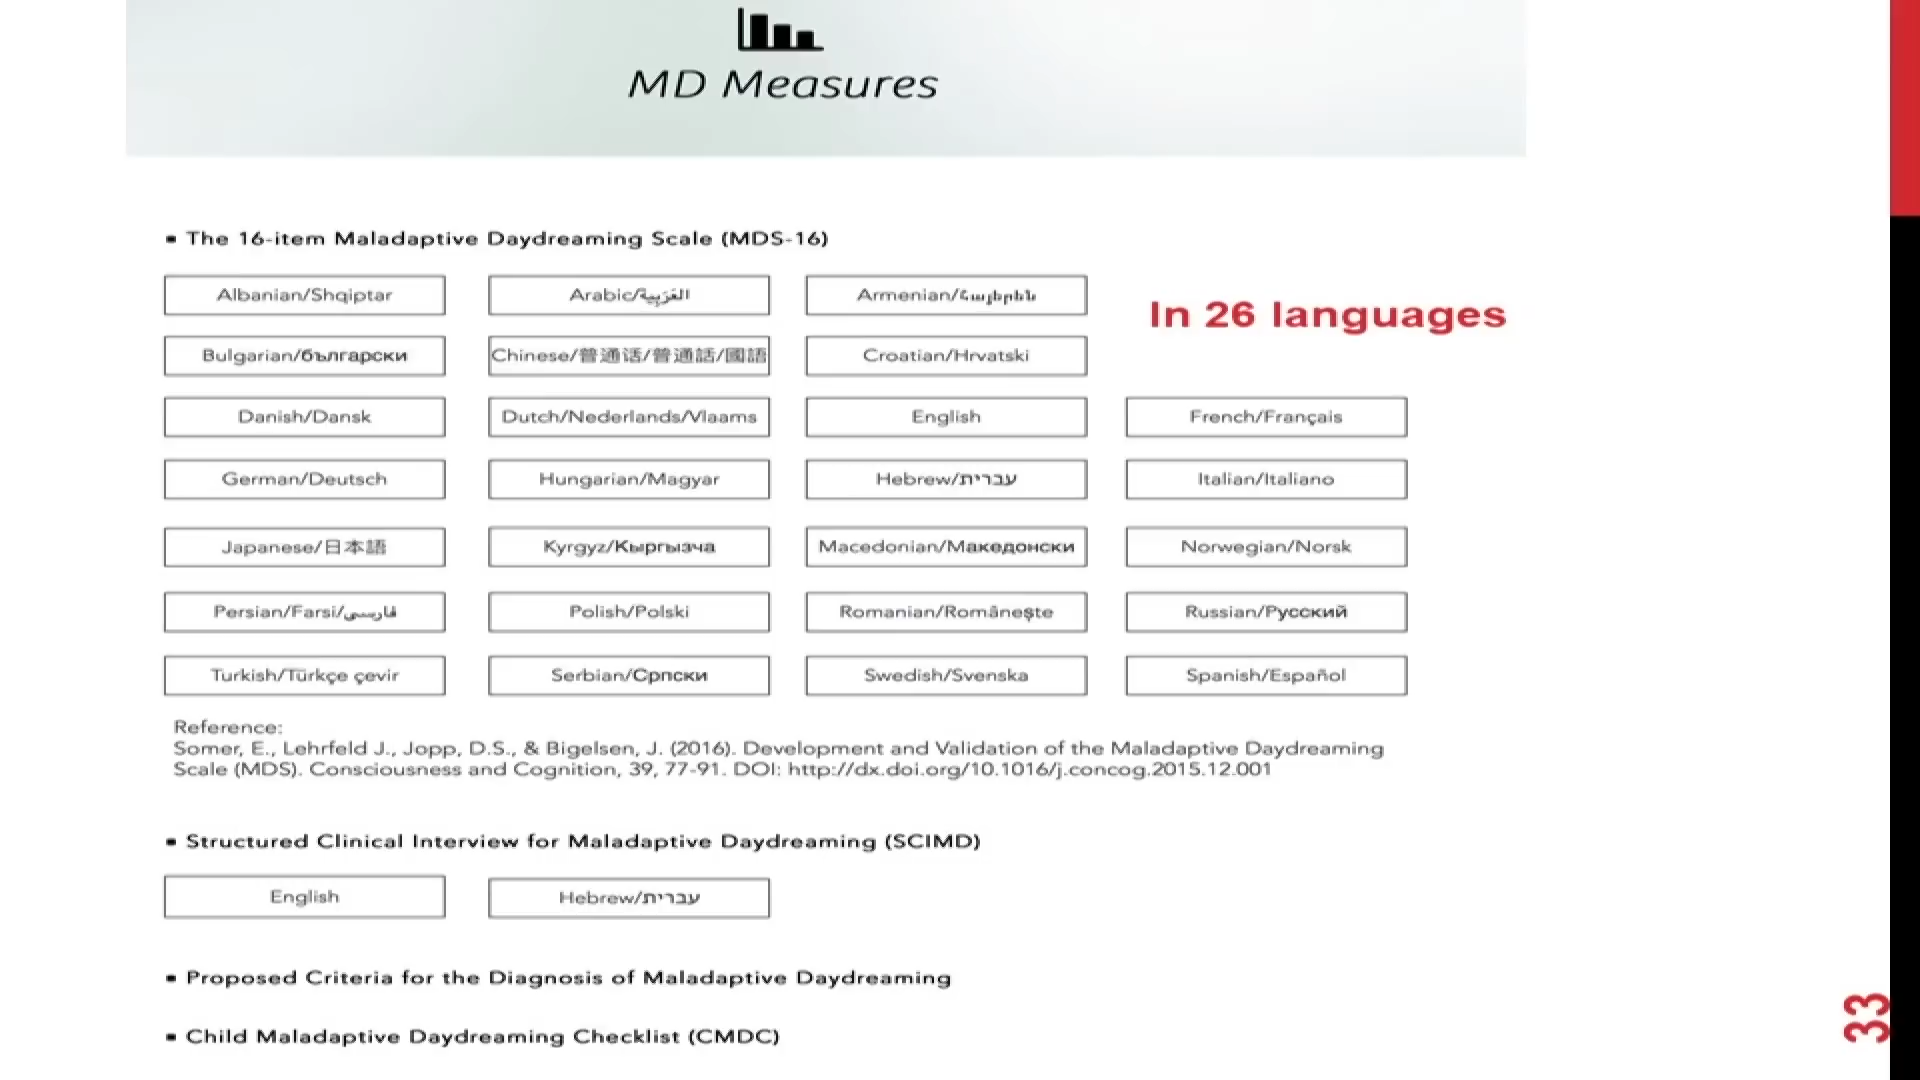 MD Measures
The 16-item Maladaptive Daydreaming Scale (MDS-16)
Albanian/Shqiptar
Arabic/العَرَبِيةُ
Armenian/Հայերեն
In 26 languages
Bulgarian/български
Chinese/普通话/普通話/國語
Croatian/Hrvatski
Danish/Dansk
Dutch/Nederlands/Vlaams
English
French/Français
German/Deutsch
Hungarian/Magyar
Hebrew/עברית
Italian/Italiano
Japanese/日本語
Kyrgyz/Кыргызча
Macedonian/Македонски
Norwegian/Norsk
Persian/Farsi/فارسی
Polish/Polski
Romanian/Românește
Russian/Русский
Turkish/Türkçe çevir
Serbian/Српски
Swedish/Svenska
Spanish/Español
Reference:
Somer, E., Lehrfeld J., Jopp, D.S., & Bigelsen, J. (2016). Development and Validation of the Maladaptive Daydreaming
Scale (MDS). Consciousness and Cognition, 39, 77-91. DOI: http://dx.doi.org/10.1016/j.concog.2015.12.001
Structured Clinical Interview for Maladaptive Daydreaming (SCIMD)
English
Hebrew/עברית
Proposed Criteria for the Diagnosis of Maladaptive Daydreaming
Child Maladaptive Daydreaming Checklist (CMDC)
33